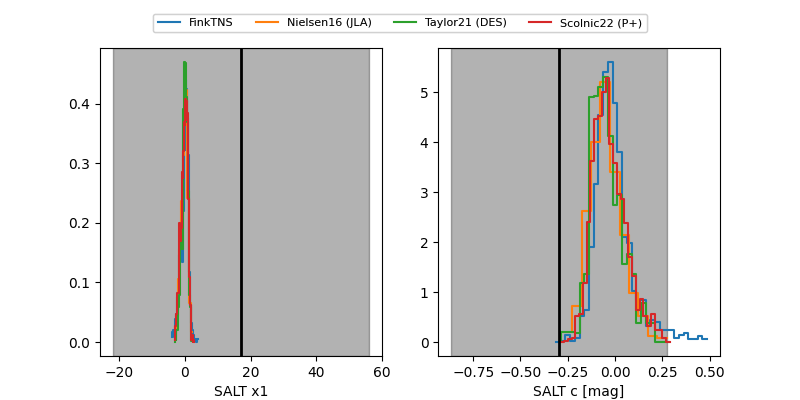 FinkTNS Nielsen16 (JLA) Taylor21 (DES) Scolnic22 (P+)
0.4
0.3
0.2
0.1
0.0
−20 0 20 40 60
SALT x1
5
4
3
2
1
0
−0.75 −0.50 −0.25 0.00 0.25 0.50
SALT c [mag]